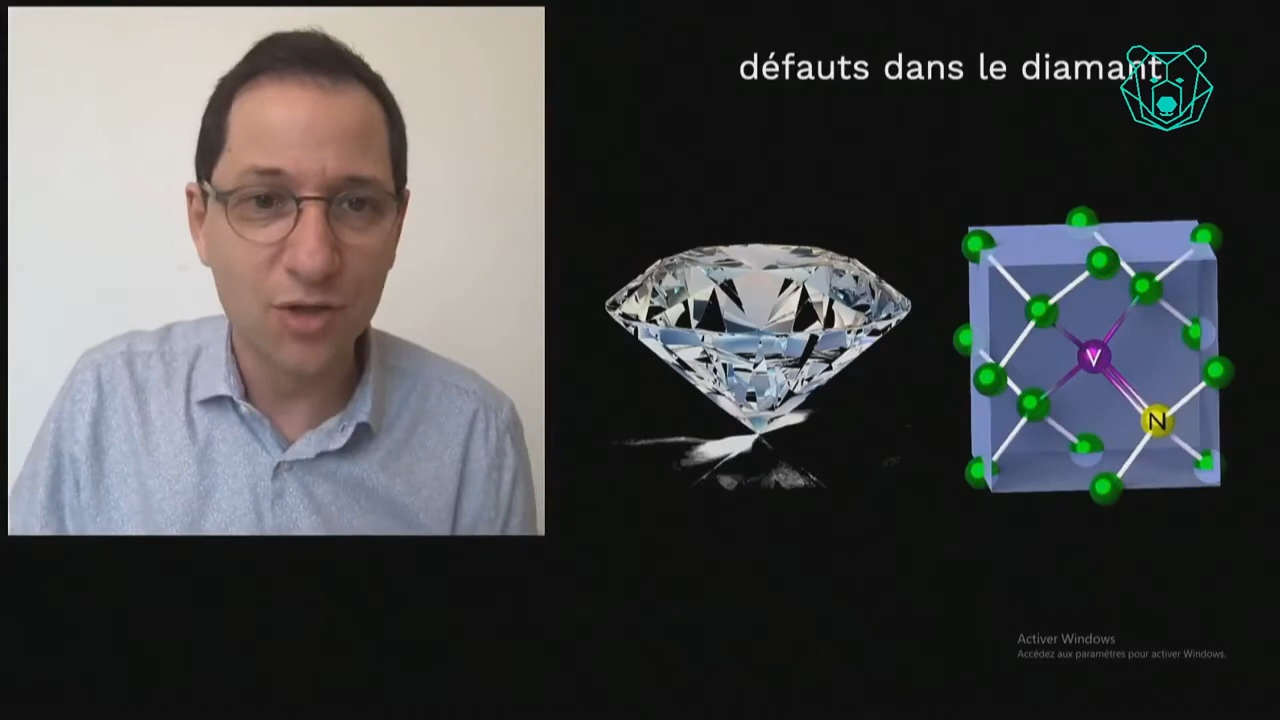 défauts dans le diamant
V
N
Activer Windows
Accédez aux paramètres pour activer Windows.